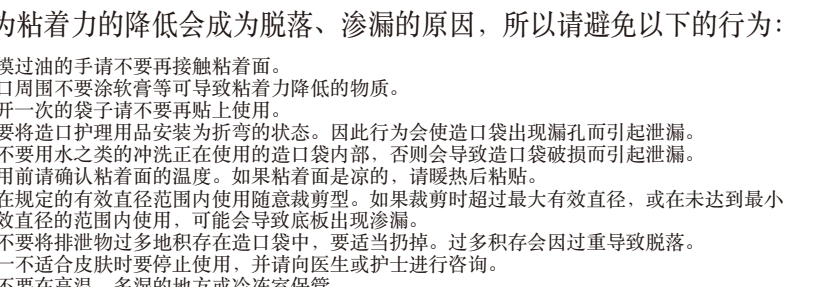 为粘着力的降低会成为脱落、渗漏的原因，所以请避免以下的行为：
摸过油的手请不要再接触粘着面。
口周围不要涂软膏等可导致粘着力降低的物质。
开一次的袋子请不要再贴上使用。
要将造口护理用品安装为折弯的状态。因此行为会使造口袋出现漏孔而引起泄漏。
不要用水之类的冲洗正在使用的造口袋内部，否则会导致造口袋破损而引起泄漏。
用前请确认粘着面的温度。如果粘着面是凉的，请暖热后粘贴。
在规定的有效直径范围内使用随意裁剪型。如果裁剪时超过最大有效直径，或在未达到最小
效直径的范围内使用，可能会导致底板出现渗漏。
不要将排泄物过多地积存在造口袋中，要适当扔掉。过多积存会因过重导致脱落。
一不适合皮肤时要停止使用，并请向医生或护士进行咨询。
不要在高温、多湿的地方或冷冻室保管